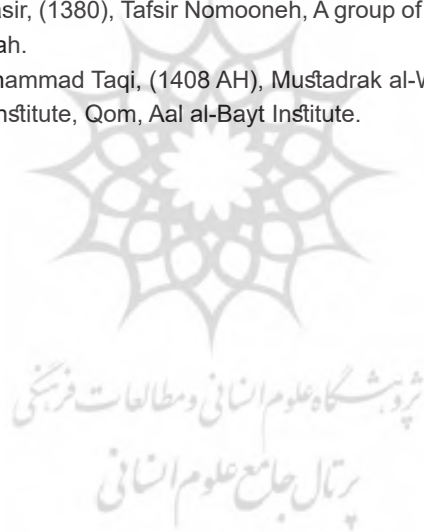 asir, (1380), Tafsir Nomooneh, A group of
ah.
ammad Taqi, (1408 AH), Mustadrak al-W
nstitute, Qom, Aal al-Bayt Institute.
پژوهشگاه علوم انسانی و مطالعات فرهنگی
پرتال جامع علوم انسانی